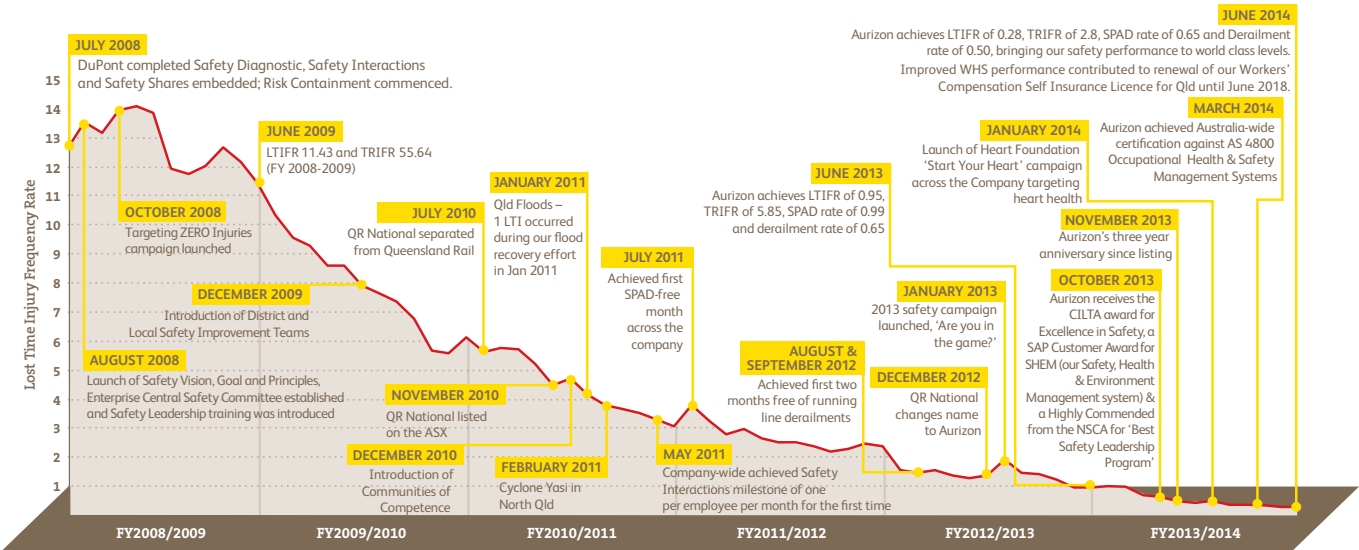 JULY 2008
DuPont completed Safety Diagnostic, Safety Interactions
and Safety Shares embedded; Risk Containment commenced.
JUNE 2014
Aurizon achieves LTIFR of 0.28, TRIFR of 2.8, SPAD rate of 0.65 and Derailment
rate of 0.50, bringing our safety performance to world class levels.
Improved WHS performance contributed to renewal of our Workers'
Compensation Self Insurance Licence for Qld until June 2018.
Lost Time Injury Frequency Rate
15
14
13
12
11
10
9
8
7
6
5
4
3
2
1
AUGUST 2008
Launch of Safety Vision, Goal and Principles,
Enterprise Central Safety Committee established
and Safety Leadership training was introduced
OCTOBER 2008
Targeting ZERO Injuries
campaign launched
JUNE 2009
LTIFR 11.43 and TRIFR 55.64
(FY 2008-2009)
DECEMBER 2009
Introduction of District and
Local Safety Improvement Teams
JULY 2010
QR National separated
from Queensland Rail
NOVEMBER 2010
QR National listed
on the ASX
DECEMBER 2010
Introduction of
Communities of
Competence
JANUARY 2011
Qld Floods –
1 LTI occurred
during our flood
recovery effort
in Jan 2011
FEBRUARY 2011
Cyclone Yasi in
North Qld
MAY 2011
Company-wide achieved Safety
Interactions milestone of one
per employee per month for the first time
JULY 2011
Achieved first
SPAD-free
month
across the
company
AUGUST &
SEPTEMBER 2012
Achieved first two
months free of running
line derailments
DECEMBER 2012
QR National
changes name
to Aurizon
JANUARY 2013
2013 safety campaign
launched, 'Are you in
the game?'
JUNE 2013
Aurizon achieves LTIFR of 0.95,
TRIFR of 5.85, SPAD rate of 0.99
and derailment rate of 0.65
OCTOBER 2013
Aurizon receives the
CILTA award for
Excellence in Safety, a
SAP Customer Award for
SHEM (our Safety, Health
& Environment
Management system) &
a Highly Commended
from the NSCA for 'Best
Safety Leadership
Program'
NOVEMBER 2013
Aurizon's three year
anniversary since listing
JANUARY 2014
Launch of Heart Foundation
'Start Your Heart' campaign
across the Company targeting
heart health
MARCH 2014
Aurizon achieved Australia-wide
certification against AS 4800
Occupational Health & Safety
Management Systems
FY2008/2009
FY2009/2010
FY2010/2011
FY2011/2012
FY2012/2013
FY2013/2014